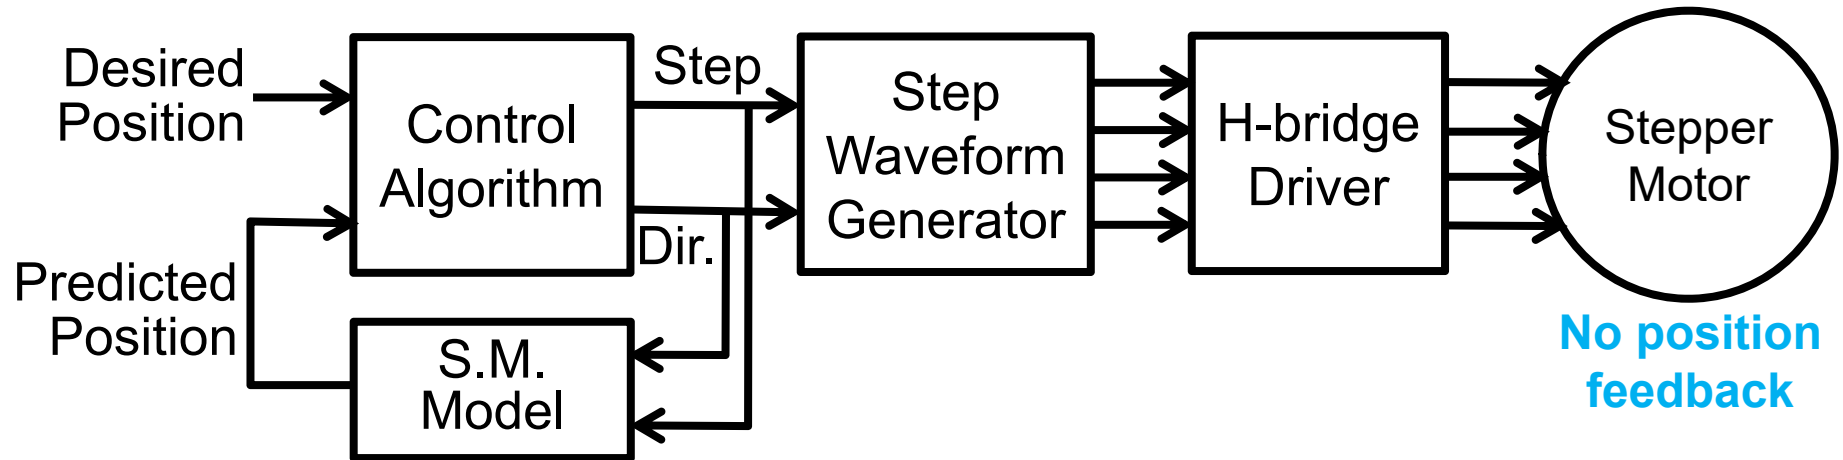 Desired
Position
Control
Algorithm
Step
Dir.
Step
Waveform
Generator
H-bridge
Driver
Stepper
Motor
Predicted
Position
S.M.
Model
No position
feedback